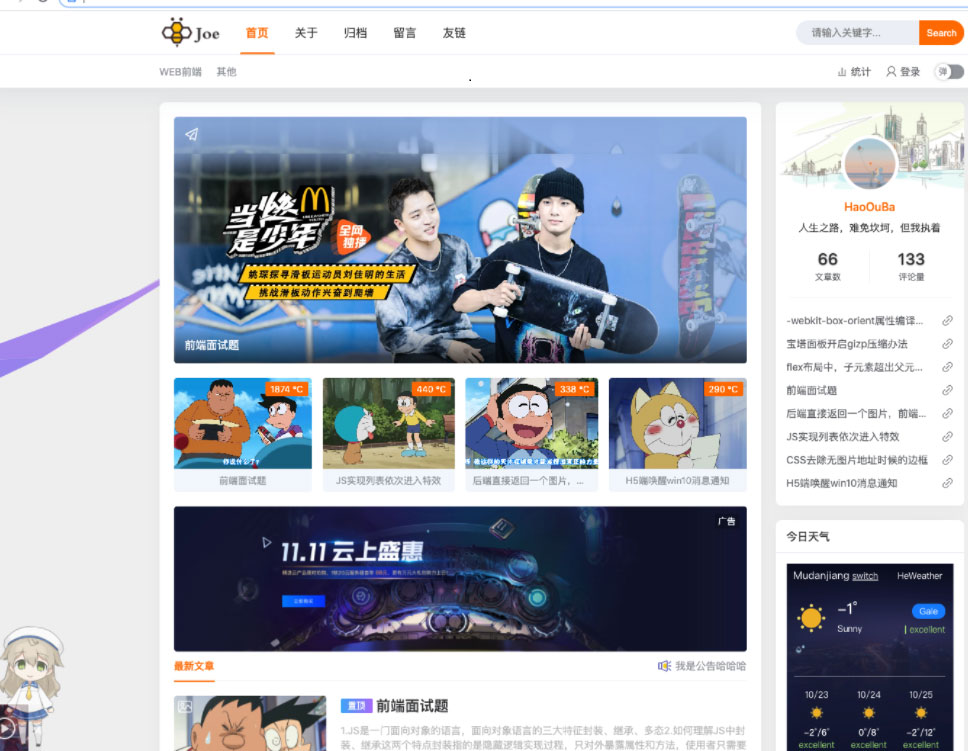 Joe
首页
关于
归档
留言
友链
请输入关键字...
Search
WEB前端
其他
统计
登录
弹
当燃
是少年
全网
独播
挑战滑板动作兴奋到爬墙
前端面试题
HaoOuBa
人生之路，难免坎坷，但我执着
66
133
文章数
评论量
-webkit-box-orient属性编译...
宝塔面板开启gizp压缩办法
flex布局中，子元素超出父元...
前端面试题
后端直接返回一个图片，前端...
JS实现列表依次进入特效
CSS去除无图片地址时候的边框
H5端唤醒win10消息通知
1874 ℃
440 ℃
338 ℃
290 ℃
你说什么?
前端面试题
JS实现列表依次进入特效
后端直接返回一个图片，...
H5端唤醒win10消息通知
广告
11.11 云上盛惠
今日天气
Mudanjiang switch
HeWeather
-1°
Sunny
Gale
excellent
10/23
10/24
10/25
-2°/6°
0°/8°
-2°/12°
excellent
excellent
excellent
最新文章
我是公告哈哈哈
置顶
前端面试题
1.JS是一门面向对象的语言，面向对象语言的三大特征封装、继承、多态2.如何理解JS中封
装、继承这两个特点封装指的是隐藏逻辑实现过程，只对外暴露属性和方法，使用者只需要